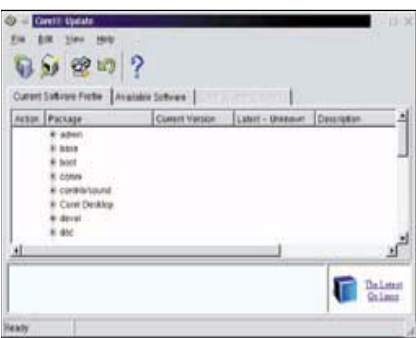 Corel® Update
File Edit View Help
Current Software Profile Available Software
Action Package Current Version Latest - Unknown Description
admin
base
boot
comm
contrib/sound
Corel Desktop
devel
doc
The Latest
On Linux
Ready